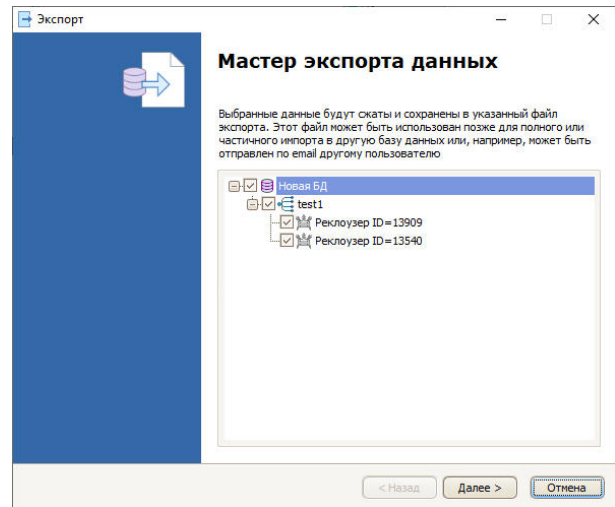 Экспорт
Мастер экспорта данных
Выбранные данные будут сжаты и сохранены в указанный файл
экспорта. Этот файл может быть использован позже для полного или
частичного импорта в другую базу данных или, например, может быть
отправлен по email другому пользователю
Новая БД
test1
Реклоузер ID=13909
Реклоузер ID=13540
< Назад Далее > Отмена